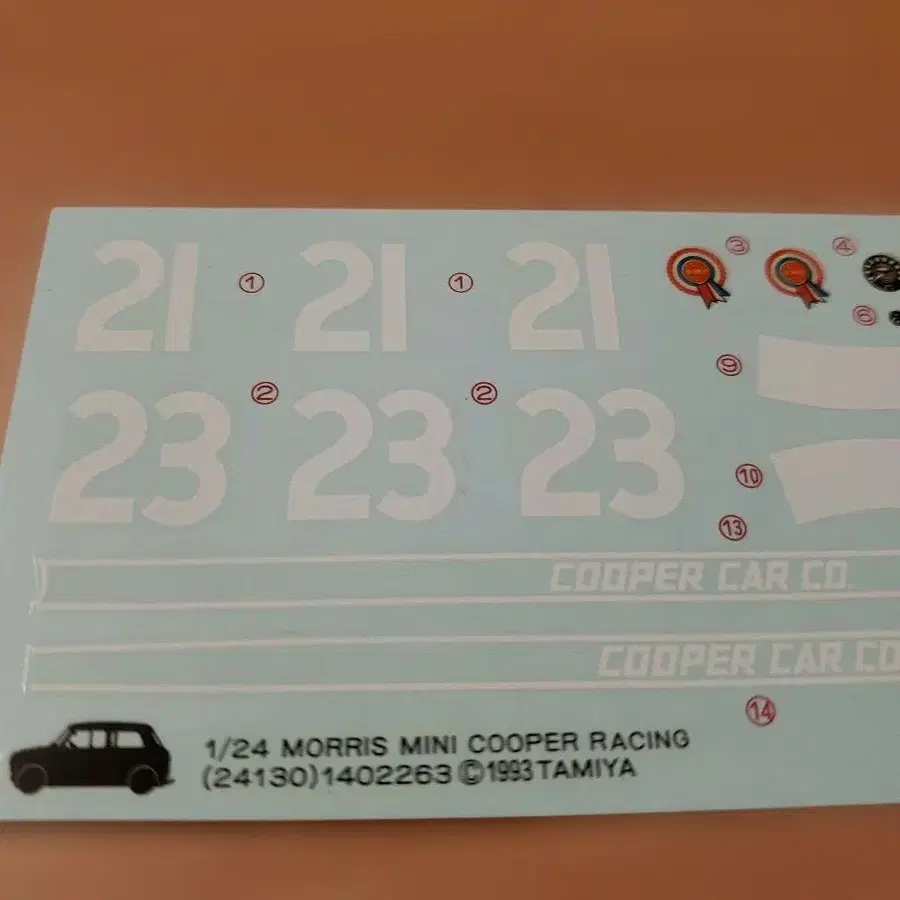 21 ① 21 ① 21 ③ ④
⑥
⑨
23 ② 23 ② 23
⑩
⑬
COOPER CAR CO.
COOPER CAR CO
⑭
1/24 MORRIS MINI COOPER RACING
(24130)1402263 ©1993 TAMIYA